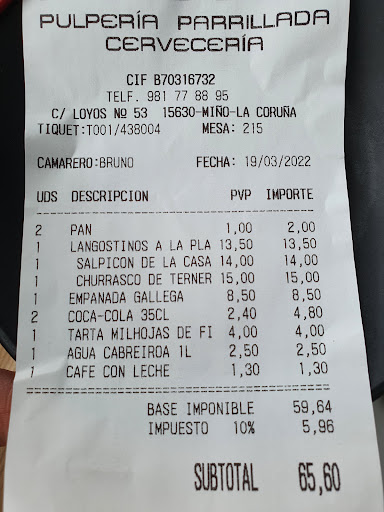 PULPERÍA PARRILLADA
CERVECERÍA
CIF B70316732
TELF. 981 77 88 95
C/ LOYOS Nº 53 15630-MIÑO-LA CORUÑA
TIQUET:T001/438004 MESA: 215
CAMARERO:BRUNO FECHA: 19/03/2022
UDS DESCRIPCION PVP IMPORTE
2 PAN 1,00 2,00
1 LANGOSTINOS A LA PLA 13,50 13,50
1 SALPICON DE LA CASA 14,00 14,00
1 CHURRASCO DE TERNER 15,00 15,00
1 EMPANADA GALLEGA 8,50 8,50
2 COCA-COLA 35CL 2,40 4,80
1 TARTA MILHOJAS DE FI 4,00 4,00
1 AGUA CABREIROA 1L 2,50 2,50
1 CAFE CON LECHE 1,30 1,30
BASE IMPONIBLE 59,64
IMPUESTO 10% 5,96
SUBTOTAL 65,60